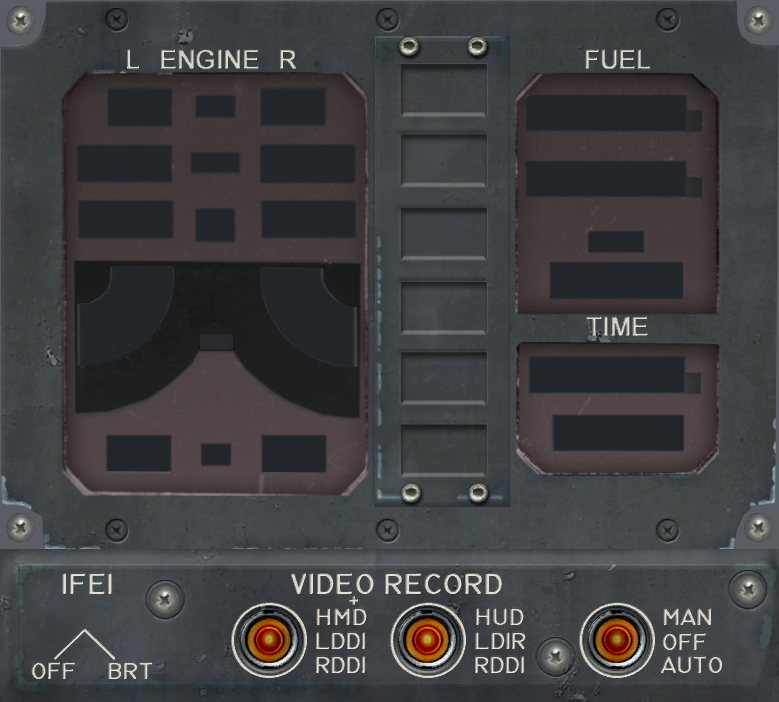 L ENGINE R
FUEL
TIME
IFEI
OFF BRT
VIDEO RECORD
+
HMD
LDDI
RDDI
HUD
LDIR
RDDI
MAN
OFF
AUTO